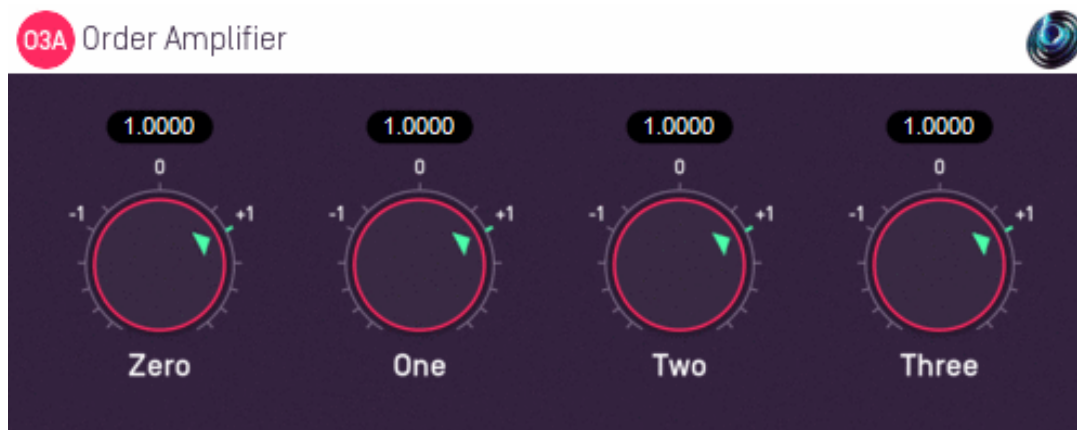 O3A Order Amplifier
1.0000 1.0000 1.0000 1.0000
0 0 0 0
-1 +1 -1 +1 -1 +1 -1 +1
Zero One Two Three